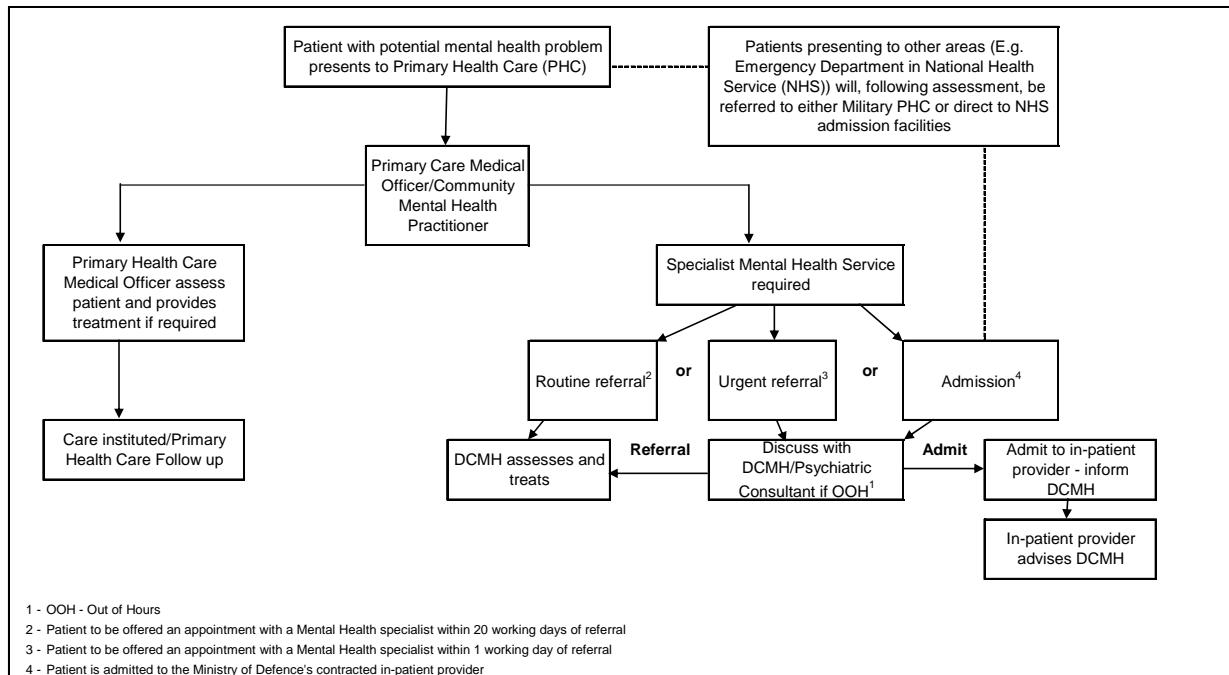 Patient with potential mental health problem
presents to Primary Health Care (PHC)
Patients presenting to other areas (E.g.
Emergency Department in National Health
Service (NHS)) will, following assessment, be
referred to either Military PHC or direct to NHS
admission facilities
Primary Care Medical
Officer/Community
Mental Health
Practitioner
Primary Health Care
Medical Officer assess
patient and provides
treatment if required
Specialist Mental Health Service
required
Routine referral2
or
Urgent referral3
or
Admission4
Care instituted/Primary
Health Care Follow up
DCMH assesses and
treats
Referral
Discuss with
DCMH/Psychiatric
Consultant if OOH1
Admit
Admit to in-patient
provider - inform
DCMH
In-patient provider
advises DCMH
1 - OOH - Out of Hours
2 - Patient to be offered an appointment with a Mental Health specialist within 20 working days of referral
3 - Patient to be offered an appointment with a Mental Health specialist within 1 working day of referral
4 - Patient is admitted to the Ministry of Defence's contracted in-patient provider